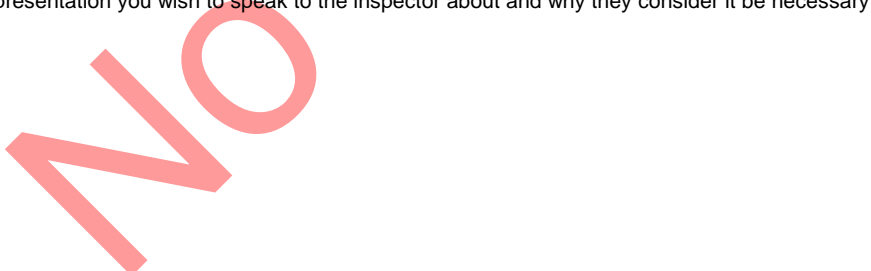 presentation you wish to speak to the inspector about and why they consider it be necessary
No